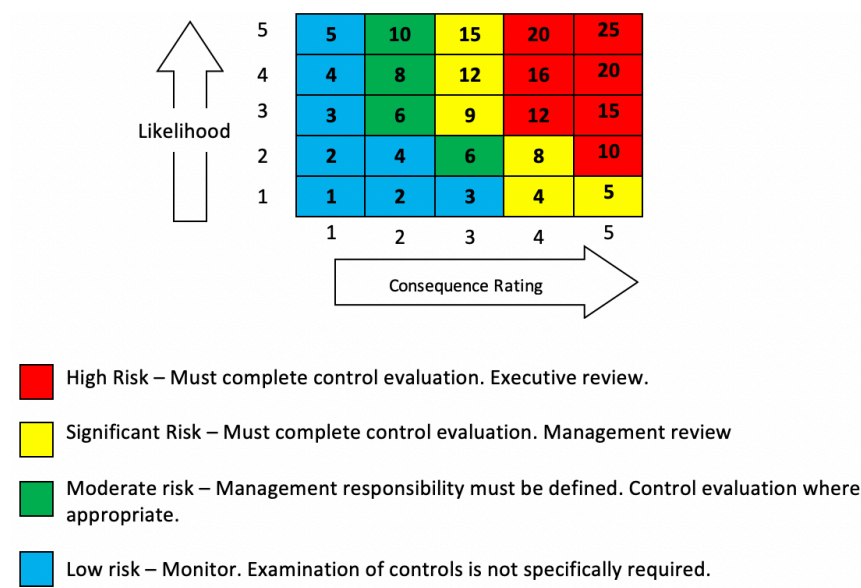 5 5 10 15 20 25
4 4 8 12 16 20
3 3 6 9 12 15
Likelihood
2 2 4 6 8 10
1 1 2 3 4 5
1 2 3 4 5
Consequence Rating
High Risk – Must complete control evaluation. Executive review.
Significant Risk – Must complete control evaluation. Management review
Moderate risk – Management responsibility must be defined. Control evaluation where
appropriate.
Low risk – Monitor. Examination of controls is not specifically required.